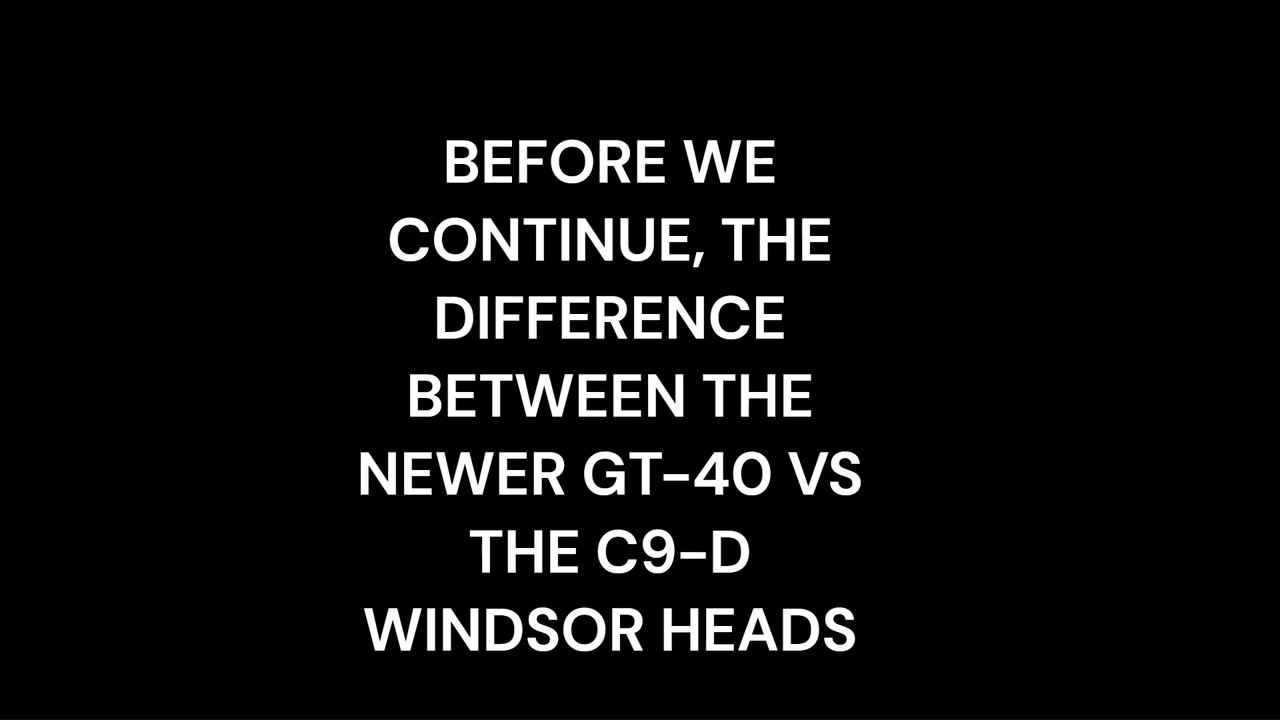 BEFORE WE
CONTINUE, THE
DIFFERENCE
BETWEEN THE
NEWER GT-40 VS
THE C9-D
WINDSOR HEADS